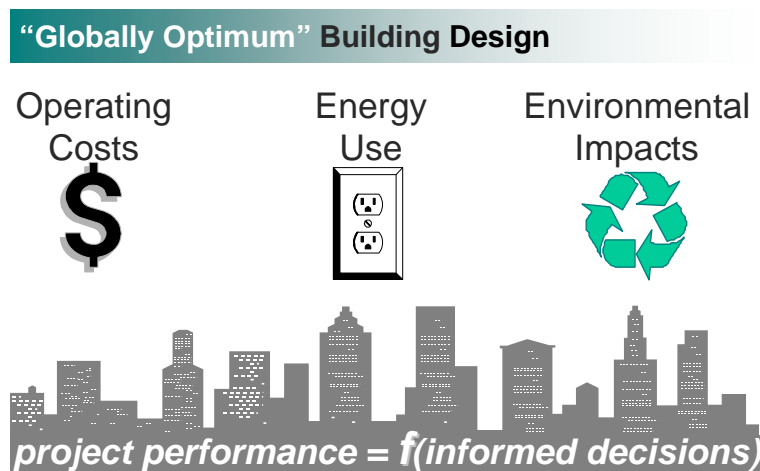 “Globally Optimum” Building Design
Operating
Costs
Energy
Use
Environmental
Impacts
$
project performance = f(informed decisions)